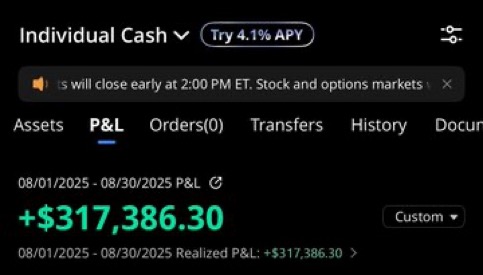 Individual Cash
Try 4.1% APY
ts will close early at 2:00 PM ET. Stock and options markets
Assets P&L Orders(0) Transfers History Docum
08/01/2025 - 08/30/2025 P&L
+$317,386.30
Custom
08/01/2025 - 08/30/2025 Realized P&L: +$317,386.30